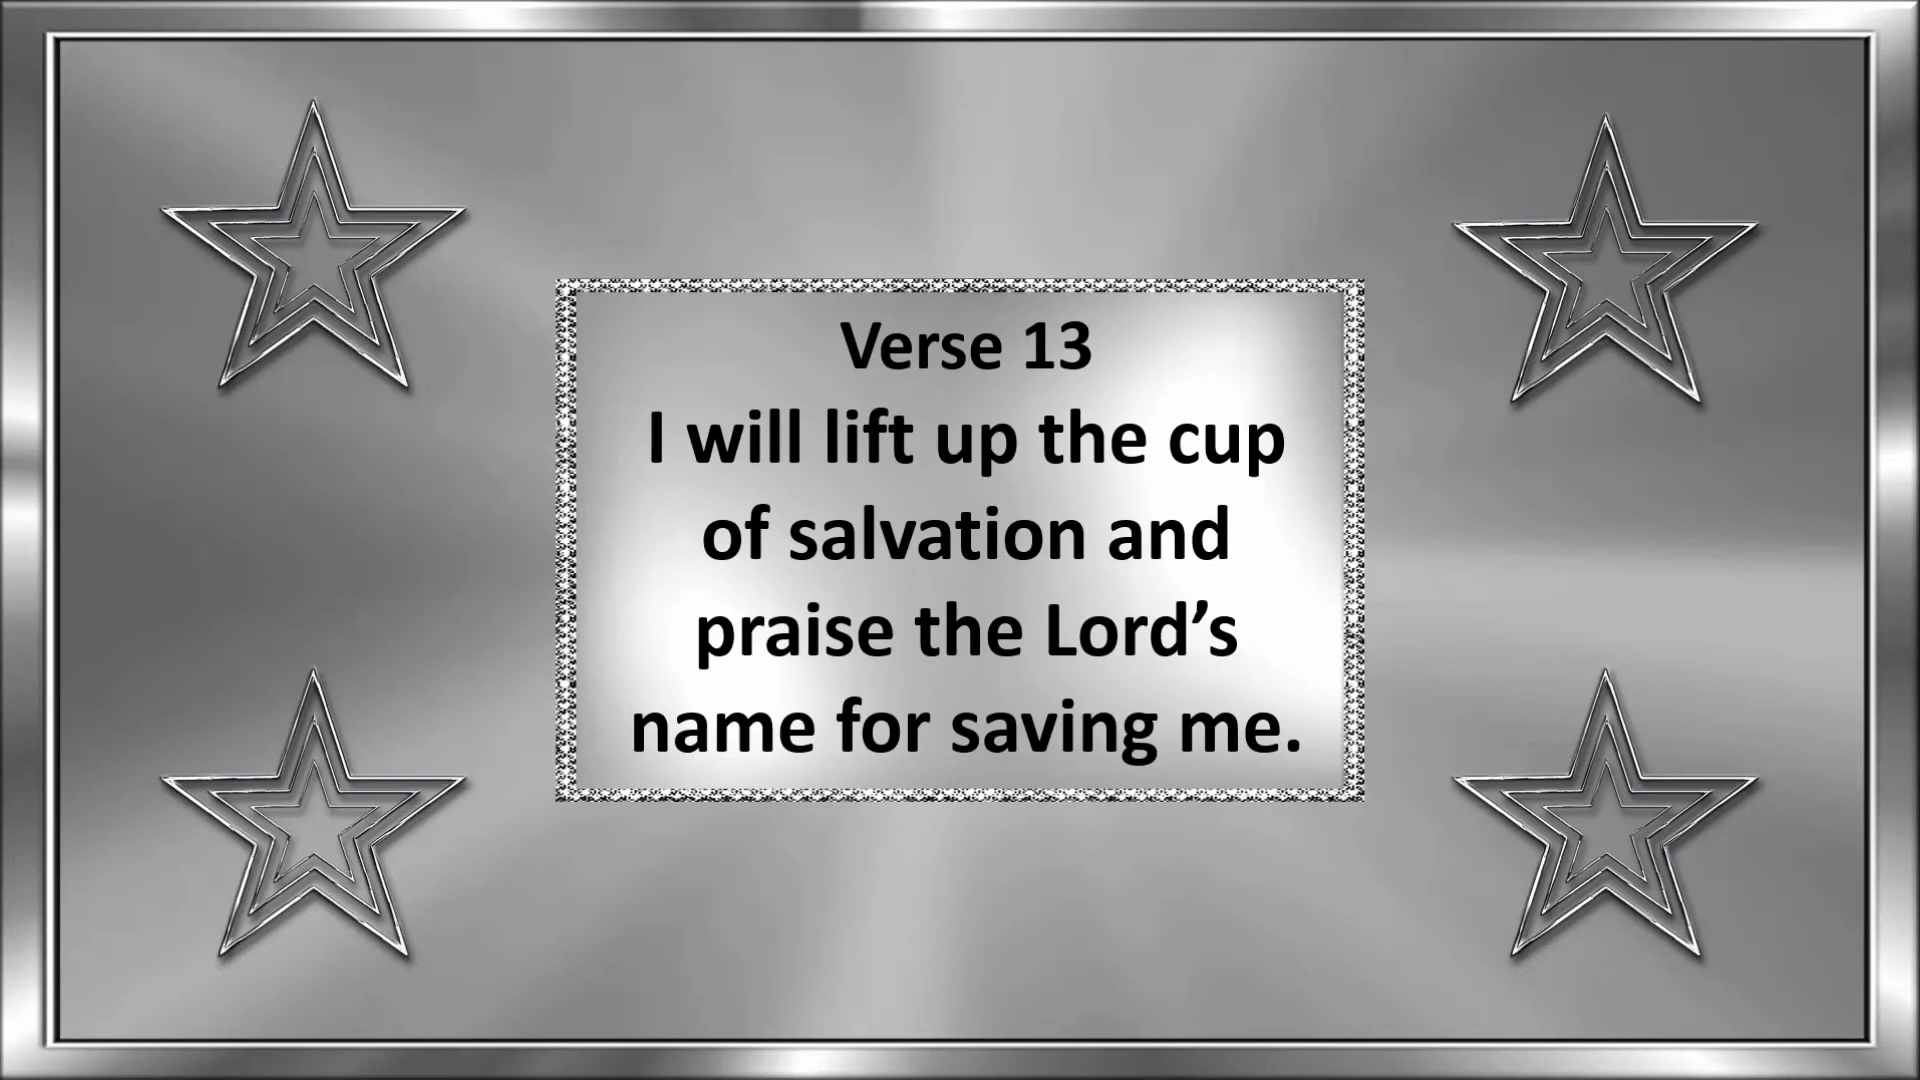 Verse 13
I will lift up the cup
of salvation and
praise the Lord’s
name for saving me.